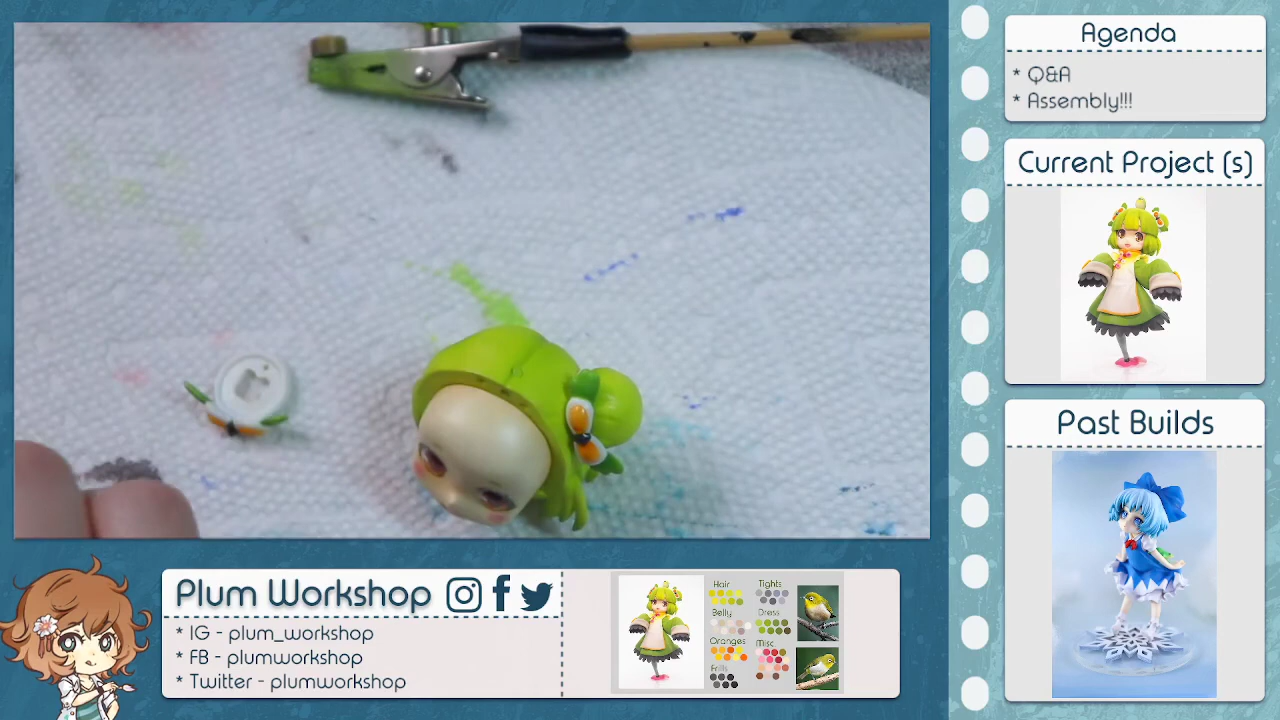 Agenda
* Q&A
* Assembly!!!
Current Project (s)
Past Builds
Plum Workshop
* IG - plum_workshop
* FB - plumworkshop
* Twitter - plumworkshop
Hair
Tights
Belly
Dress
Oranges
Misc.
Frills